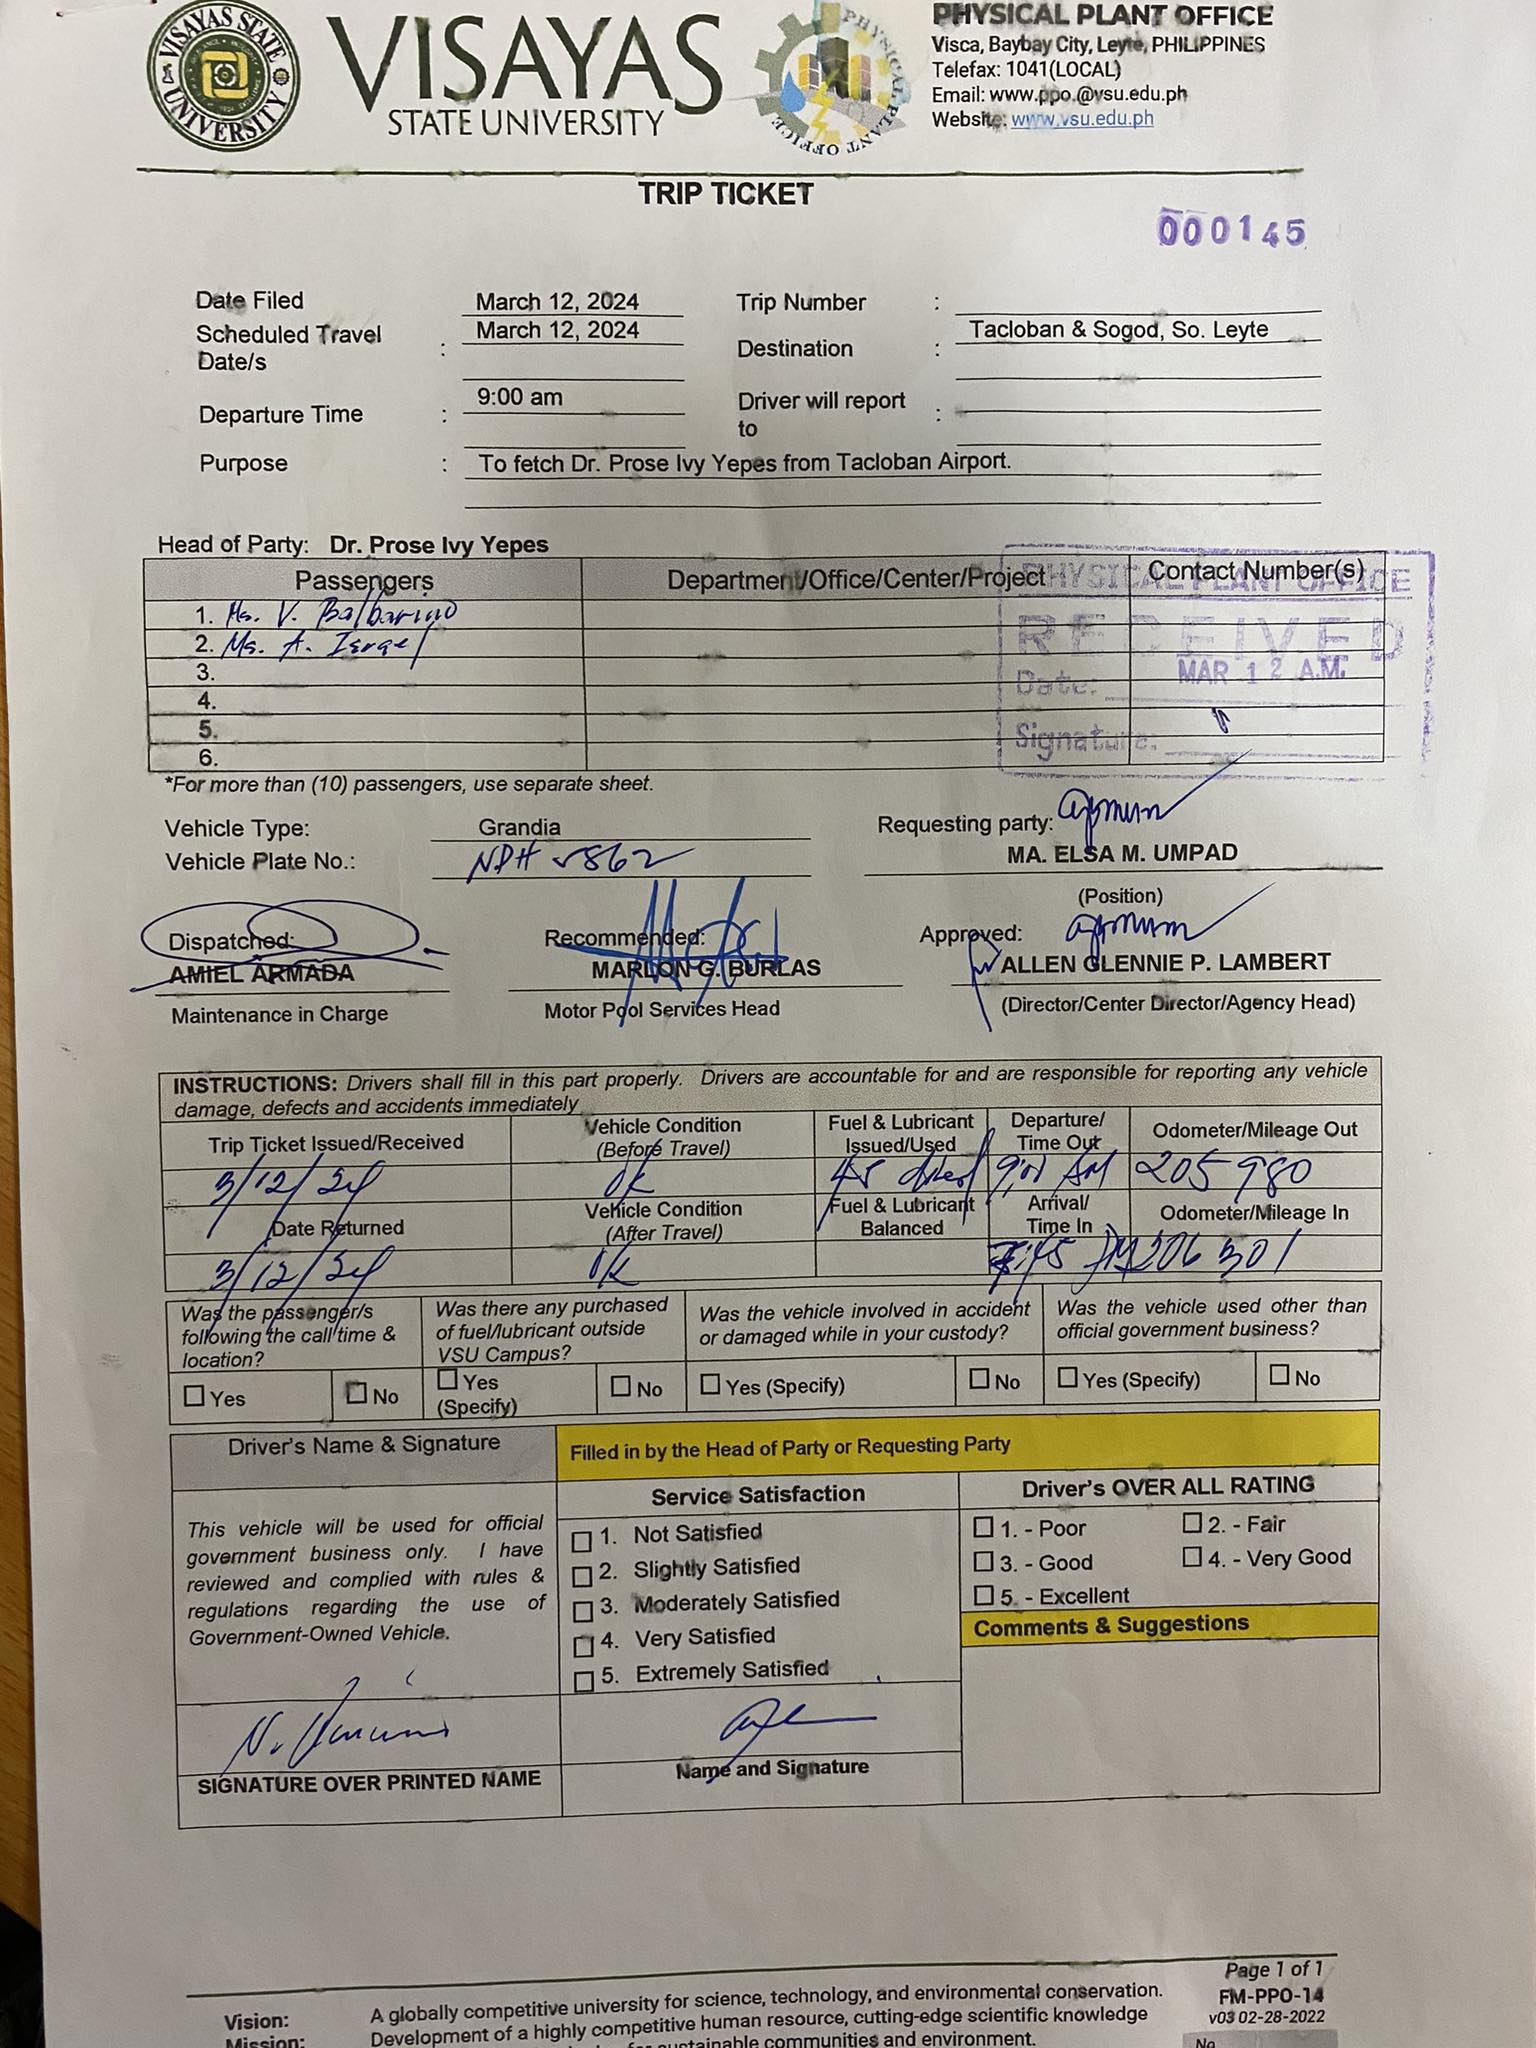 VISAYAS STATE UNIVERSITY
VISAYAS
STATE UNIVERSITY
PHYSICAL PLANT OFFICE
PHYSICAL PLANT OFFICE
Visca, Baybay City, Leyte, PHILIPPINES
Telefax: 1041(LOCAL)
Email: www.ppo.@vsu.edu.ph
Website: www.vsu.edu.ph
TRIP TICKET
000145
Date Filed March 12, 2024 Trip Number :
Scheduled Travel Date/s : March 12, 2024 Destination : Tacloban & Sogod, So. Leyte
Departure Time : 9:00 am Driver will report to :
Purpose : To fetch Dr. Prose Ivy Yepes from Tacloban Airport.
Head of Party: Dr. Prose Ivy Yepes
Passengers Department/Office/Center/Project Contact Number(s)
1. Ms. V. Balbarino
2. Ms. A. Israel
3.
4.
5.
6.
PHYSICAL PLANT OFFICE
RECEIVED
Date: MAR 12 A.M.
Signature:
*For more than (10) passengers, use separate sheet.
Vehicle Type: Grandia Requesting party:
Vehicle Plate No.: MA. ELSA M. UMPAD
(Position)
Dispatched: Recommended: Approved:
AMIEL ARMADA MARLON G. BURLAS ALLEN GLENNIE P. LAMBERT
Maintenance in Charge Motor Pool Services Head (Director/Center Director/Agency Head)
INSTRUCTIONS: Drivers shall fill in this part properly. Drivers are accountable for and are responsible for reporting any vehicle
damage, defects and accidents immediately
Trip Ticket Issued/Received Vehicle Condition (Before Travel) Fuel & Lubricant Issued/Used Departure/ Time Out Odometer/Mileage Out
3/12/24 Ok 45 AM 205 980
Date Returned Vehicle Condition (After Travel) Fuel & Lubricant Balanced Arrival/ Time In Odometer/Mileage In
3/12/24 Ok 206 301
Was the passenger/s following the call time & location? Was there any purchased of fuel/lubricant outside VSU Campus? Was the vehicle involved in accident or damaged while in your custody? Was the vehicle used other than official government business?
Yes No Yes (Specify) No Yes (Specify) No Yes (Specify) No
Driver's Name & Signature Filled in by the Head of Party or Requesting Party
Service Satisfaction Driver's OVER ALL RATING
This vehicle will be used for official
government business only. I have
reviewed and complied with rules &
regulations regarding the use of
Government-Owned Vehicle.
1. Not Satisfied
2. Slightly Satisfied
3. Moderately Satisfied
4. Very Satisfied
5. Extremely Satisfied
1. - Poor 2. - Fair
3. - Good 4. - Very Good
5. - Excellent
Comments & Suggestions
SIGNATURE OVER PRINTED NAME Name and Signature
Page 1 of 1
FM-PPO-14
v03 02-28-2022
No.
Vision: A globally competitive university for science, technology, and environmental conservation.
Mission: Development of a highly competitive human resource, cutting-edge scientific knowledge
sustainable communities and environment.